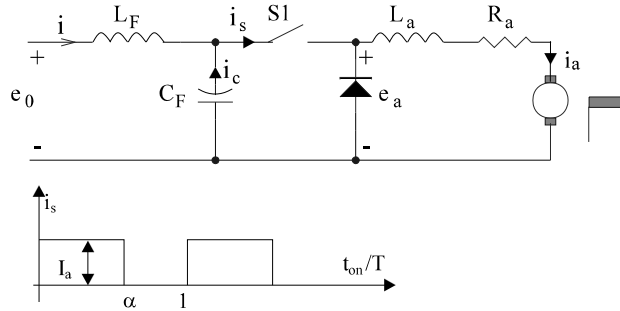 i L_F i_s S1 L_a R_a
+ + i_a
e_0 C_F i_c e_a
- -
i_s
I_a t_on/T
α 1